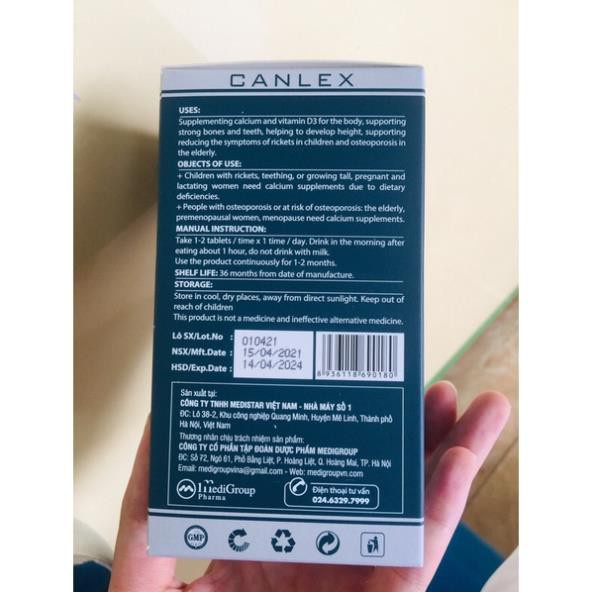 CANLEX
USES:
Supplementing calcium and vitamin D3 for the body, supporting
strong bones and teeth, helping to develop height, supporting
reducing the symptoms of rickets in children and osteoporosis in
the elderly.
OBJECTS OF USE:
+ Children with rickets, teething, or growing tall, pregnant and
lactating women need calcium supplements due to dietary
deficiencies.
+ People with osteoporosis or at risk of osteoporosis: the elderly,
premenopausal women, menopause need calcium supplements.
MANUAL INSTRUCTION:
Take 1-2 tablets / time x 1 time / day. Drink in the morning after
eating about 1 hour, do not drink with milk.
Use the product continuously for 1-2 months.
SHELF LIFE: 36 months from date of manufacture.
STORAGE:
Store in cool, dry places, away from direct sunlight. Keep out of
reach of children
This product is not a medicine and ineffective alternative medicine.
Lô SX/Lot.No : 010421
NSX/Mft.Date : 15/04/2021
HSD/Exp.Date : 14/04/2024
8 936118 690180
Sản xuất tại:
CÔNG TY TNHH MEDISTAR VIỆT NAM - NHÀ MÁY SỐ 1
ĐC: Lô 38-2, Khu công nghiệp Quang Minh, Huyện Mê Linh, Thành phố
Hà Nội, Việt Nam
Thương nhân chịu trách nhiệm sản phẩm:
CÔNG TY CỔ PHẦN TẬP ĐOÀN DƯỢC PHẨM MEDIGROUP
ĐC: Số 72, Ngõ 61, Phố Bằng Liệt, P. Hoàng Liệt, Q. Hoàng Mai, TP. Hà Nội
Email: medigroupvina@gmail.com - Web: medigroupvn.com
MediGroup
Pharma
Điện thoại tư vấn
024.6329.7999
GMP